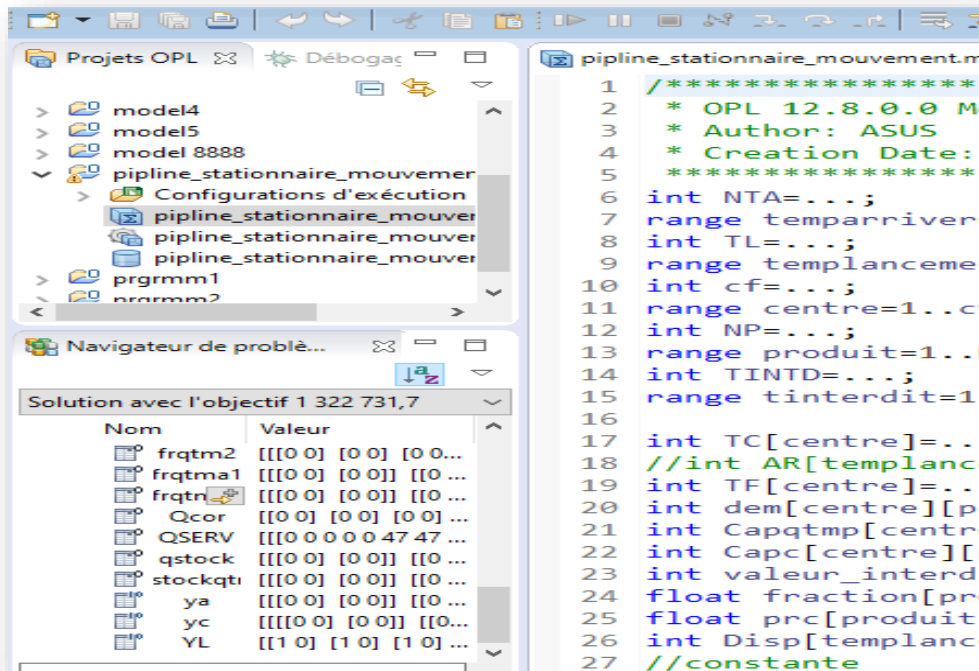 Projets OPL
Débogaç
model4
model5
model 8888
pipline_stationnaire_mouvemer
Configurations d'exécution
pipline_stationnaire_mouver
pipline_stationnaire_mouver
pipline_stationnaire_mouver
prgrmm1
prgrmm2
Navigateur de problè...
Solution avec l'objectif 1 322 731,7
Nom Valeur
frqtm2 [[[0 0] [0 0] [0 0...
frqtma1 [[[0 0] [0 0]] [[0 ...
[[[0 0] [0 0]] [[0 ...
Qcor [[0 0] [0 0] [0 0] ...
QSERV [[[0 0 0 0 0 47 47 ...
qstock [[[0 0] [0 0]] [[0 ...
stockqtı [[[0 0] [0 0]] [[0 ...
ya [[[0 0] [0 0]] [[0 ...
yc [[[[0 0] [0 0]] [[0...
YL [[1 0] [1 0] [1 0] ...
pipline_stationnaire_mouvement.m
1 /*****************
2 * OPL 12.8.0.0 M
3 * Author: ASUS
4 * Creation Date:
5 *****************
6 int NTA=...;
7 range temparriver
8 int TL=...;
9 range templanceme
10 int cf=...;
11 range centre=1..c
12 int NP=...;
13 range produit=1..
14 int TINTD=...;
15 range tinterdit=1
16
17 int TC[centre]=..
18 //int AR[templanc
19 int TF[centre]=..
20 int dem[centre][p
21 int Capqtmp[centr
22 int Capc[centre][
23 int valeur_interd
24 float fraction[pr
25 float prc[produit
26 int Disp[templanc
27 //constante